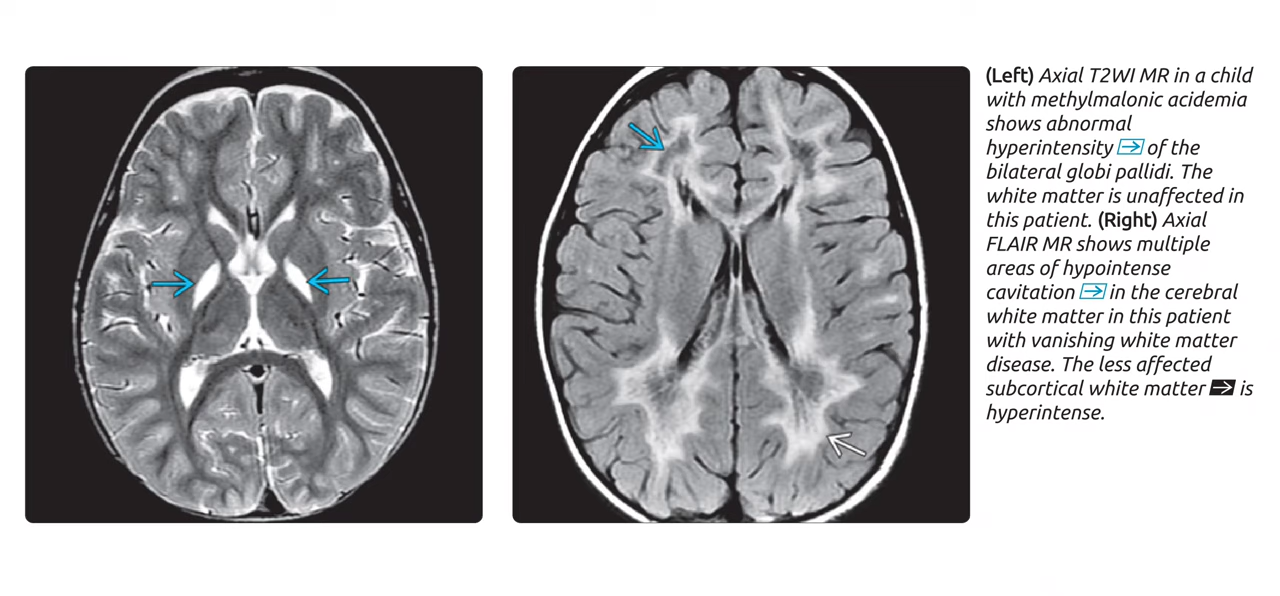 (Left) Axial T2WI MR in a child
with methylmalonic acidemia
shows abnormal
hyperintensity ➡ of the
bilateral globi pallidi. The
white matter is unaffected in
this patient. (Right) Axial
FLAIR MR shows multiple
areas of hypointense
cavitation ➡ in the cerebral
white matter in this patient
with vanishing white matter
disease. The less affected
subcortical white matter ➡ is
hyperintense.